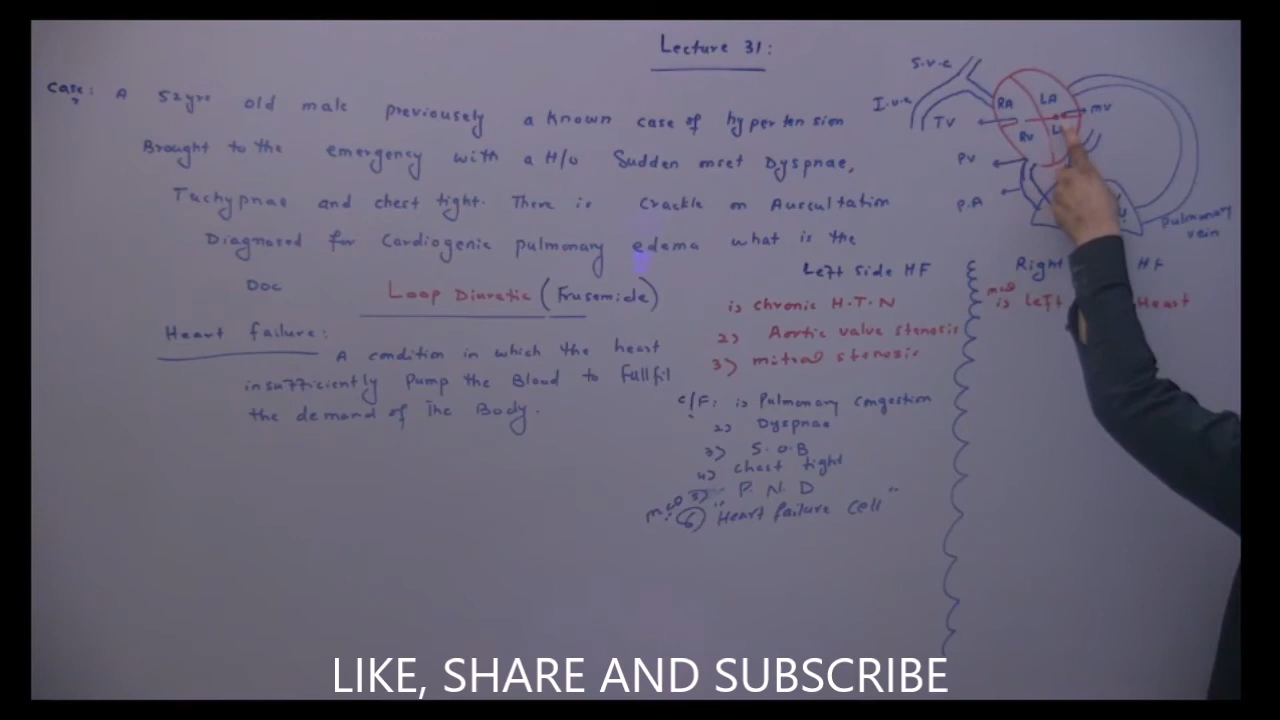 Lecture 31:
Case: A 52yrs old male previousely a known case of hypertension
Brought to the emergency with a H/o Sudden onset Dyspnae,
Tachypnae and chest tight. There is Crackle on Auscultation
Diagnosed for Cardiogenic pulmonary edema what is the
DOC
Loop Diuretic (Frusemide)
Heart failure:
A condition in which the heart
insufficiently Pump the Blood to Fullfil
the demand of The Body.
Left side HF
1) chronic H.T.N
2) Aortic valve stenosis
3) mitral stenosis
C/F: 1) Pulmonary congestion
2) Dyspnae
3) S.O.B
4) chest tight
5) P.N.D
6) "Heart failure cell"
Right HF
1) Left Heart
S.V.C
I.V.C
RA
LA
TV
MV
RV
L
PV
P.A
Pulmonary
vein
LIKE, SHARE AND SUBSCRIBE